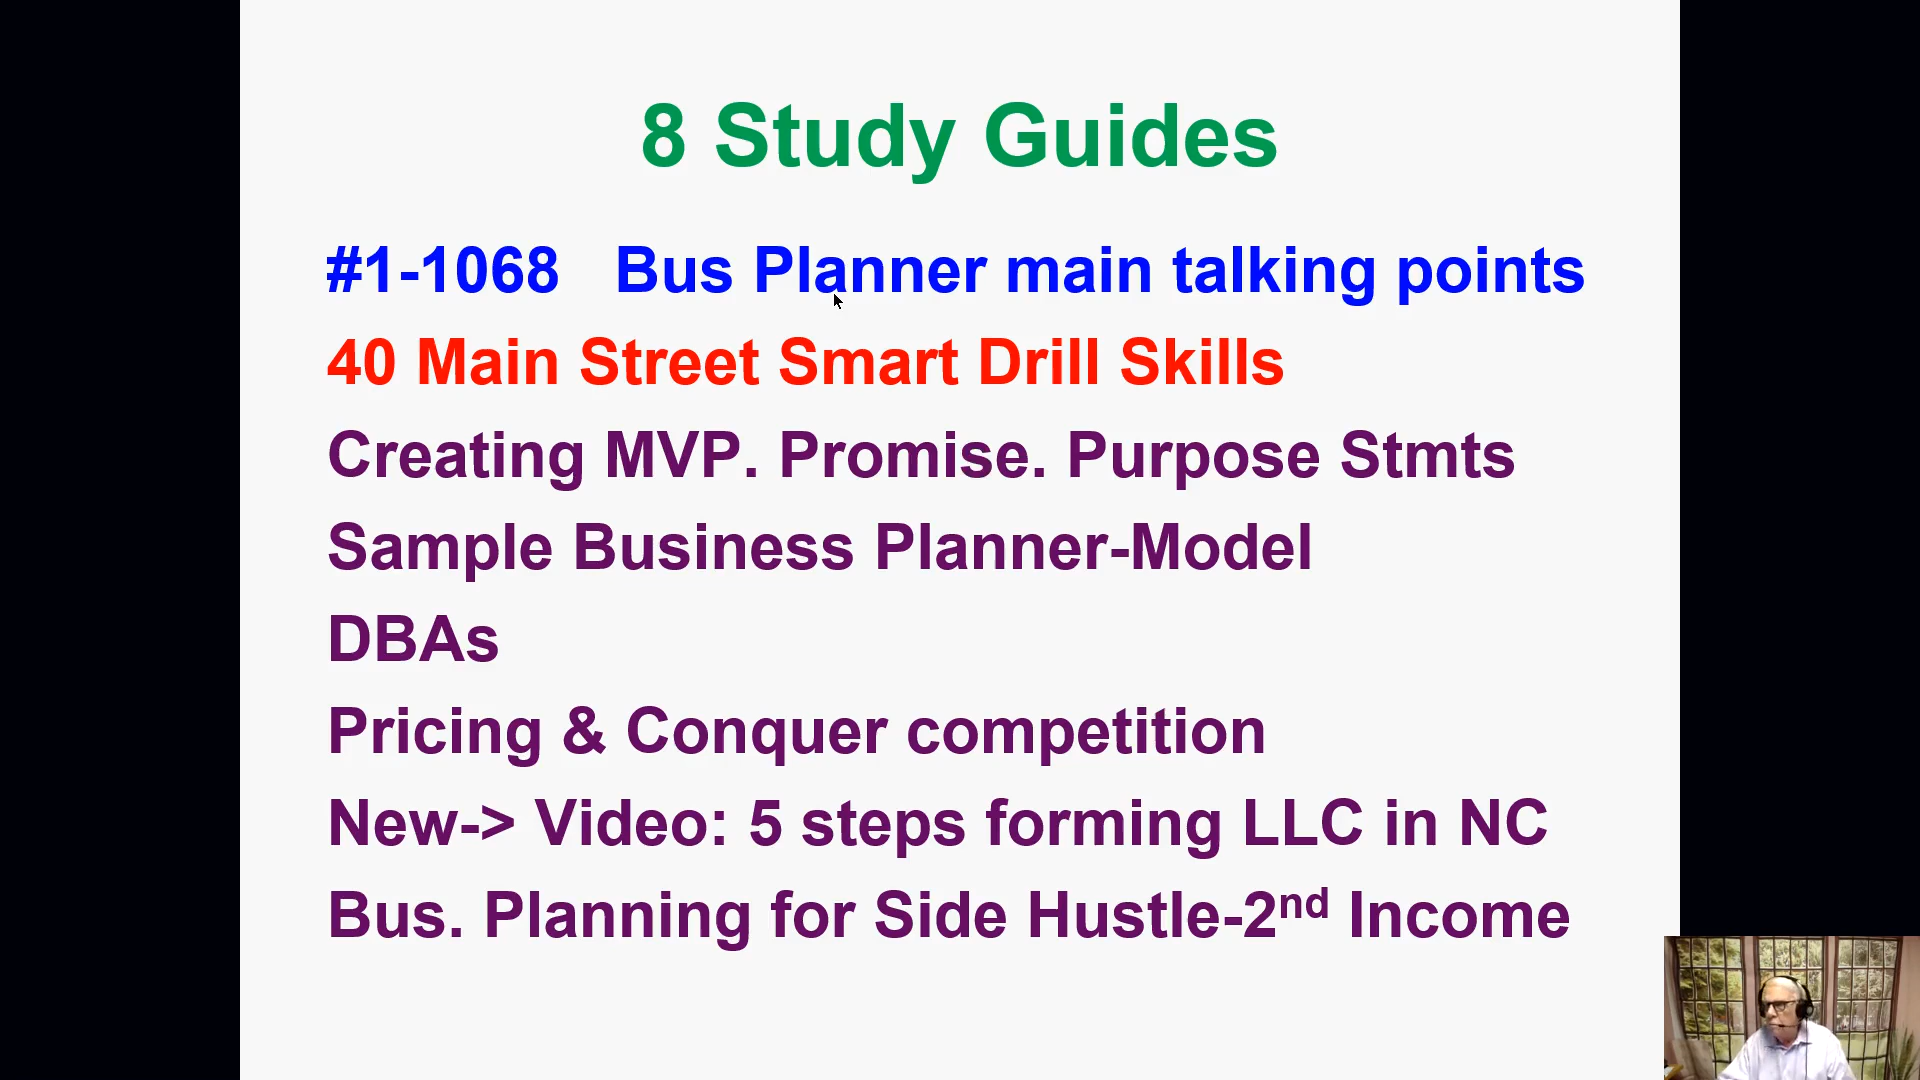 8 Study Guides
#1-1068 Bus Planner main talking points
40 Main Street Smart Drill Skills
Creating MVP. Promise. Purpose Stmts
Sample Business Planner-Model
DBAs
Pricing & Conquer competition
New-> Video: 5 steps forming LLC in NC
Bus. Planning for Side Hustle-2nd Income